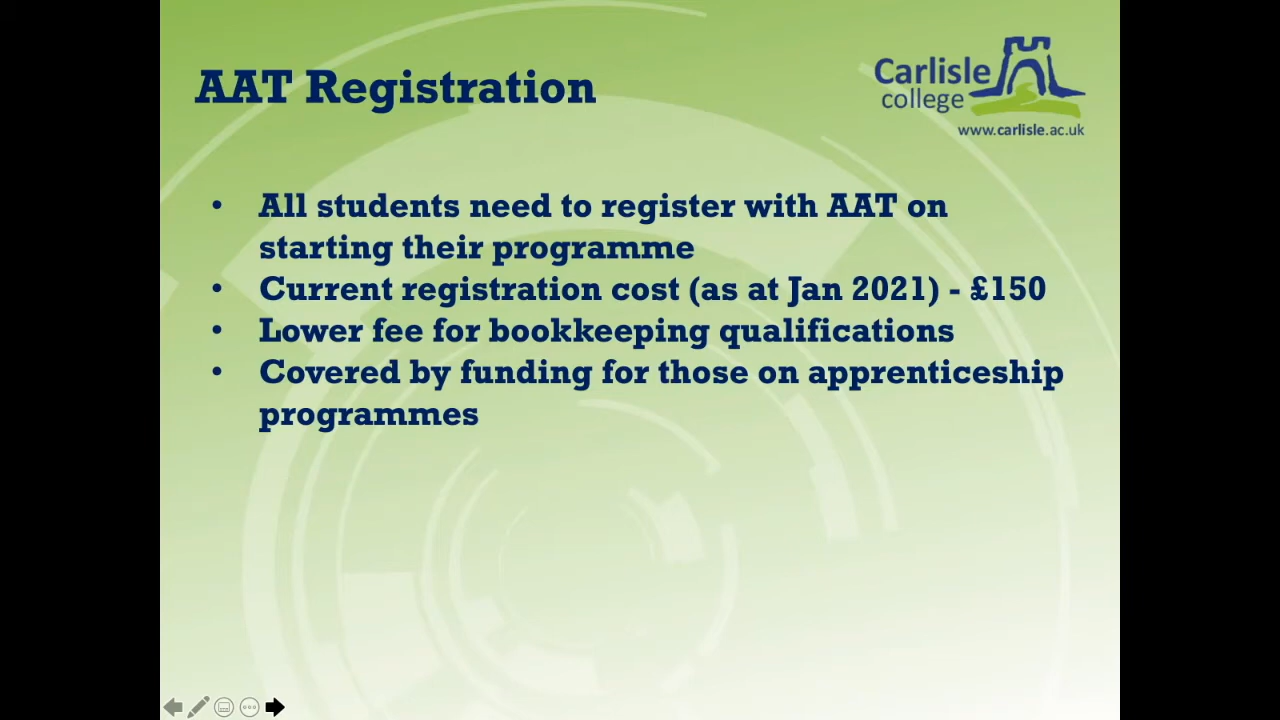 AAT Registration
Carlisle
college
www.carlisle.ac.uk
• All students need to register with AAT on
starting their programme
• Current registration cost (as at Jan 2021) - £150
• Lower fee for bookkeeping qualifications
• Covered by funding for those on apprenticeship
programmes